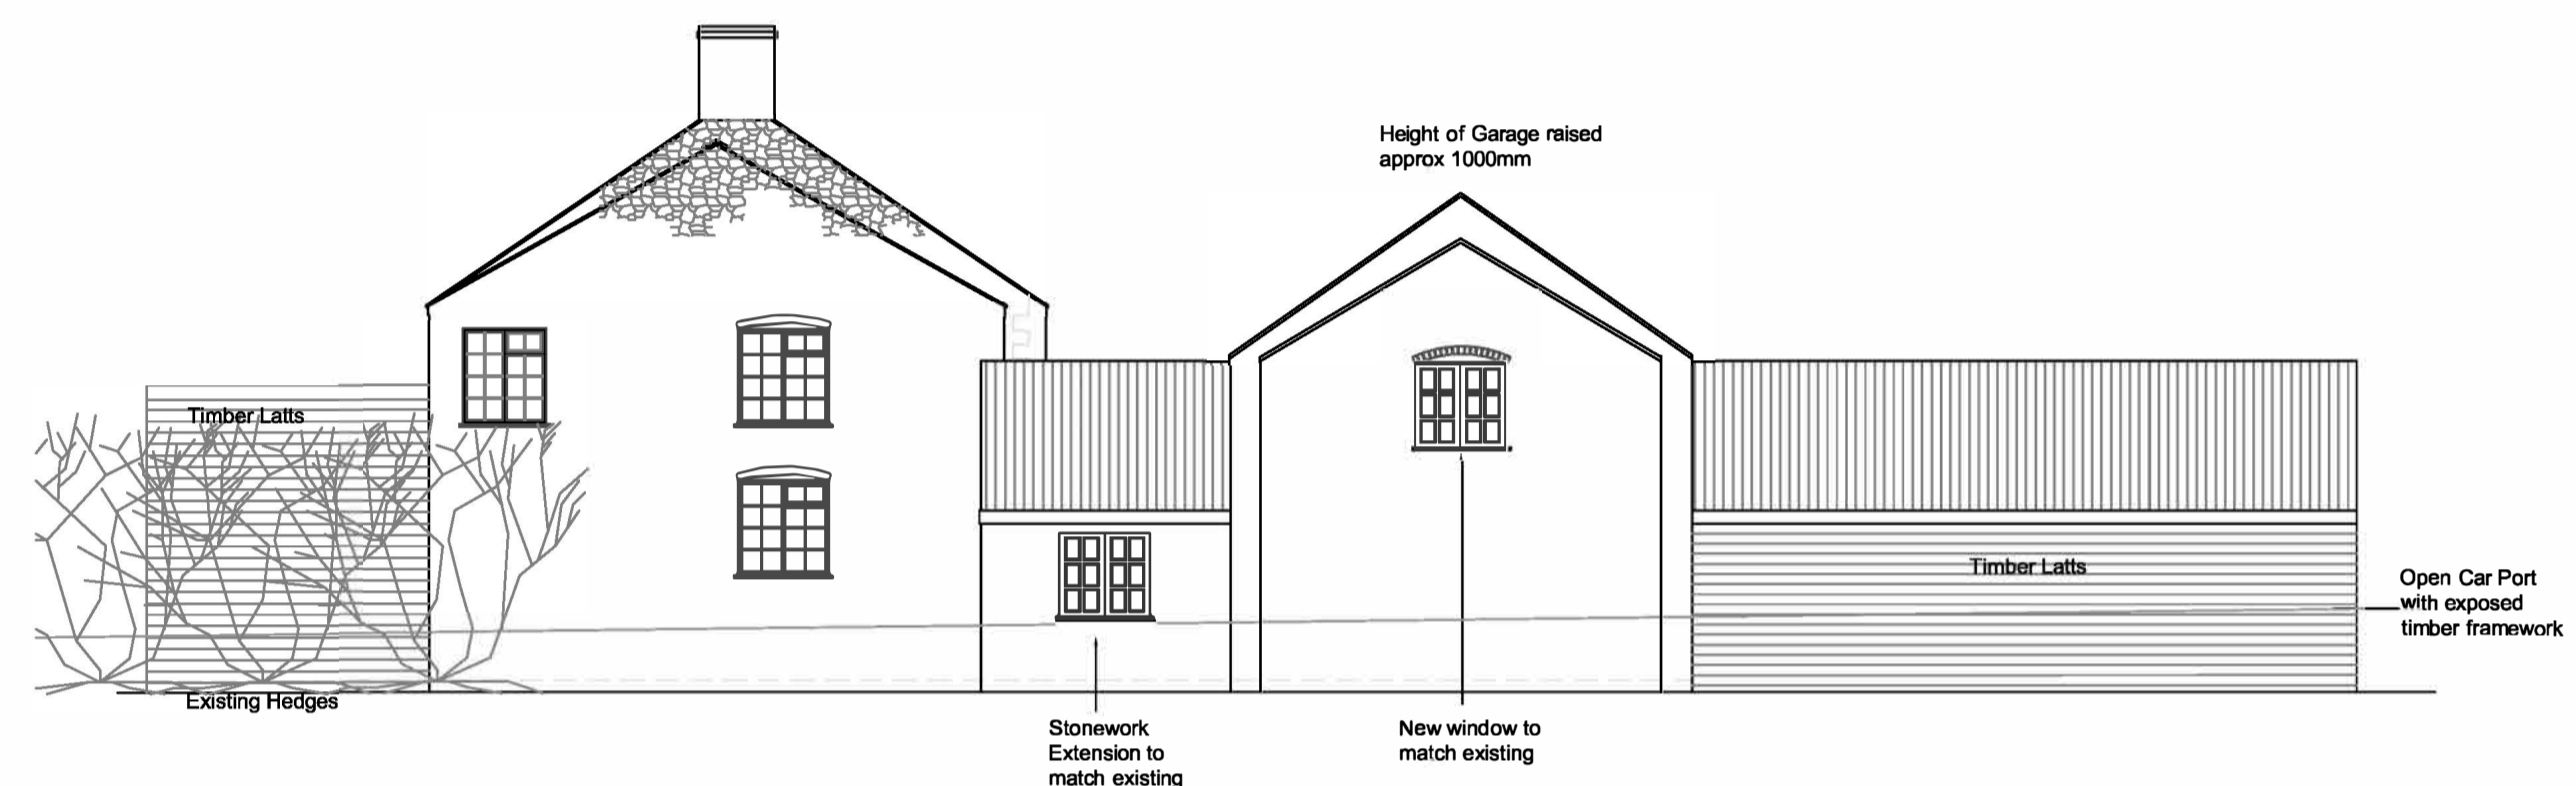 Height of Garage raised
approx 1000mm
Timber Latts
Timber Latts
Open Car Port
with exposed
timber framework
Existing Hedges
Stonework
Extension to
match existing
New window to
match existing